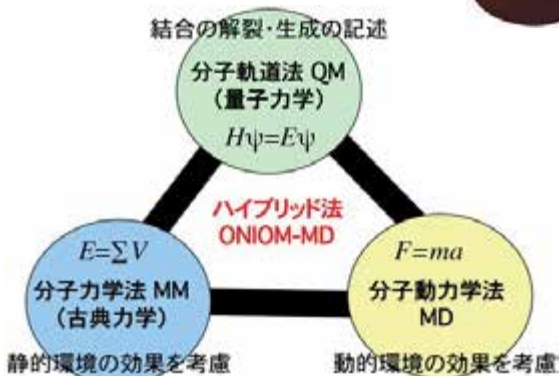 結合の解裂・生成の記述
分子軌道法 QM
(量子力学)
Hψ=Eψ
ハイブリッド法
ONIOM-MD
E=ΣV
分子力学法 MM
(古典力学)
静的環境の効果を考慮
F=ma
分子動力学法
MD
動的環境の効果を考慮